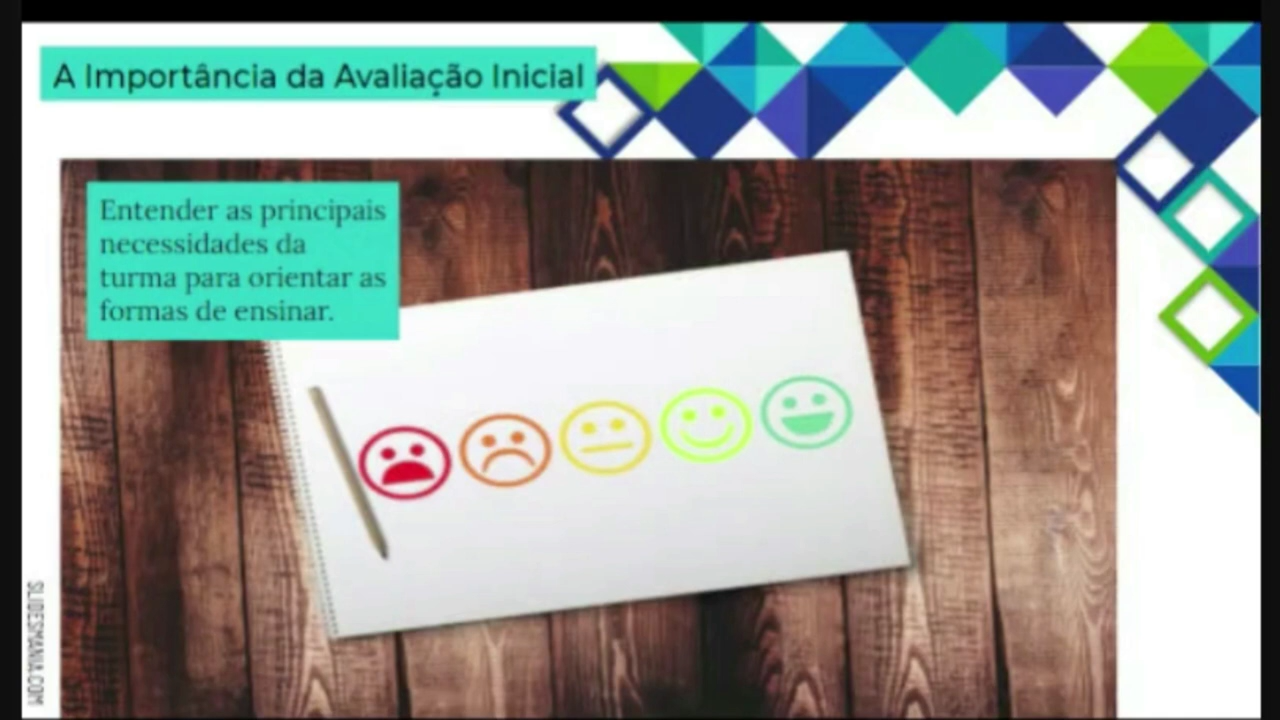 A Importância da Avaliação Inicial
Entender as principais
necessidades da
turma para orientar as
formas de ensinar.
SLIDESMANIA.COM